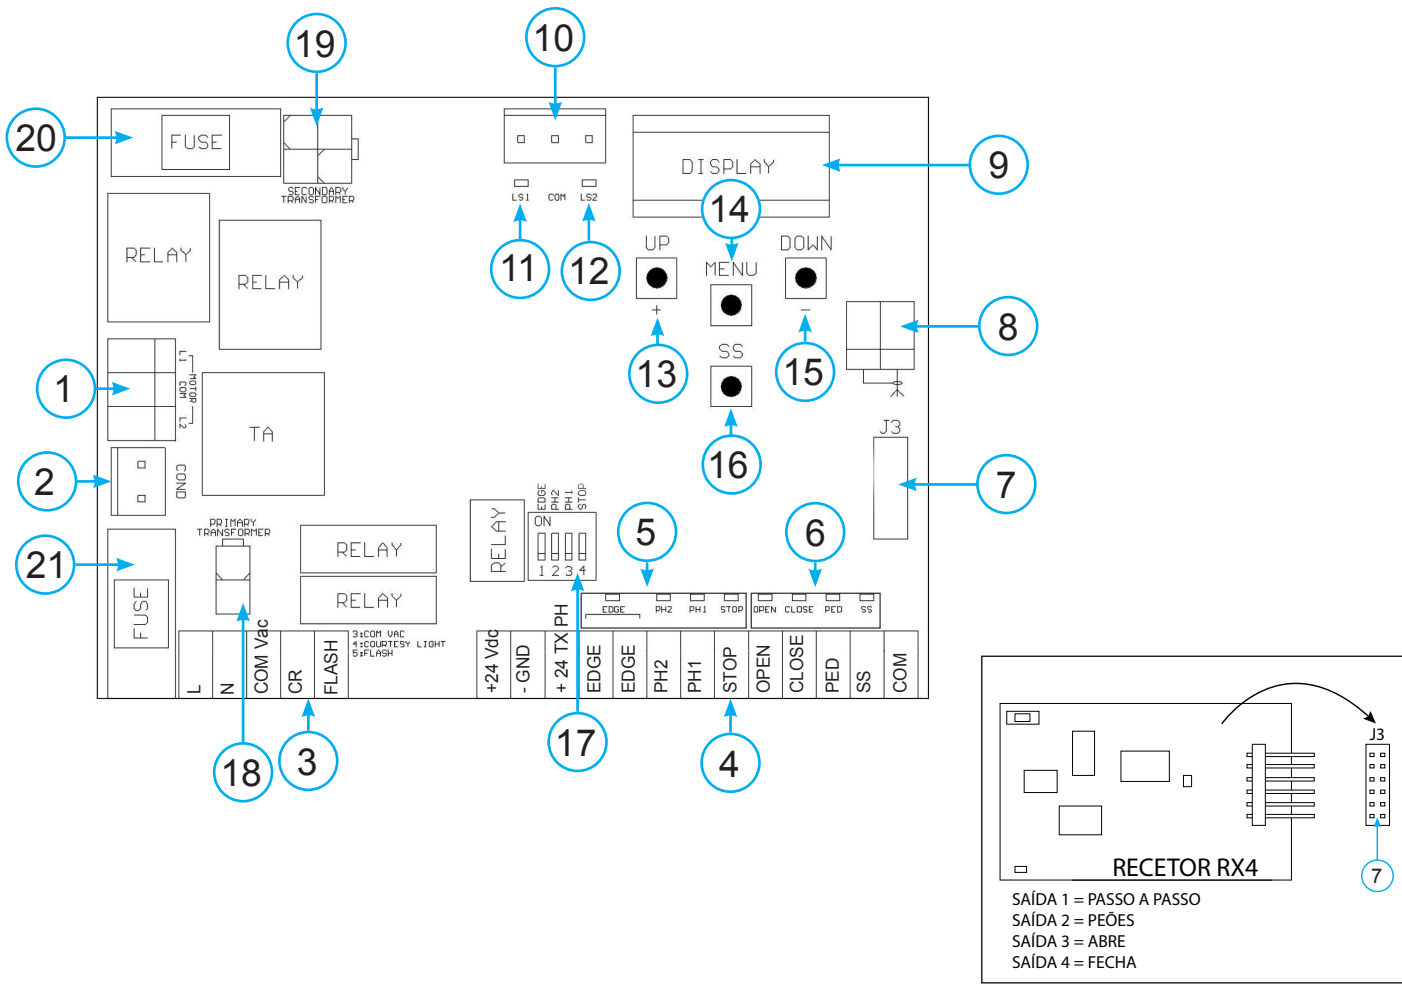 19
10
20
FUSE
SECONDARY
TRANSFORMER
DISPLAY
9
LS1 COM LS2
14
11
12
UP
MENU
DOWN
+
-
RELAY
RELAY
8
13
SS
15
1
L1
MOTOR
COM
L2
TA
16
J3
2
COND
7
PRIMARY
TRANSFORMER
21
FUSE
RELAY
RELAY
RELAY
EDGE
PH2
PH1
STOP
ON
1 2 3 4
5
6
EDGE PH2 PH1 STOP
OPEN CLOSE PED SS
3:COM VAC
4:COURTESY LIGHT
5:FLASH
L
N
COM Vac
CR
FLASH
+24 Vdc
- GND
+ 24 TX PH
EDGE
EDGE
PH2
PH1
STOP
OPEN
CLOSE
PED
SS
COM
18
3
17
4
J3
7
RECETOR RX4
SAÍDA 1 = PASSO A PASSO
SAÍDA 2 = PEÕES
SAÍDA 3 = ABRE
SAÍDA 4 = FECHA